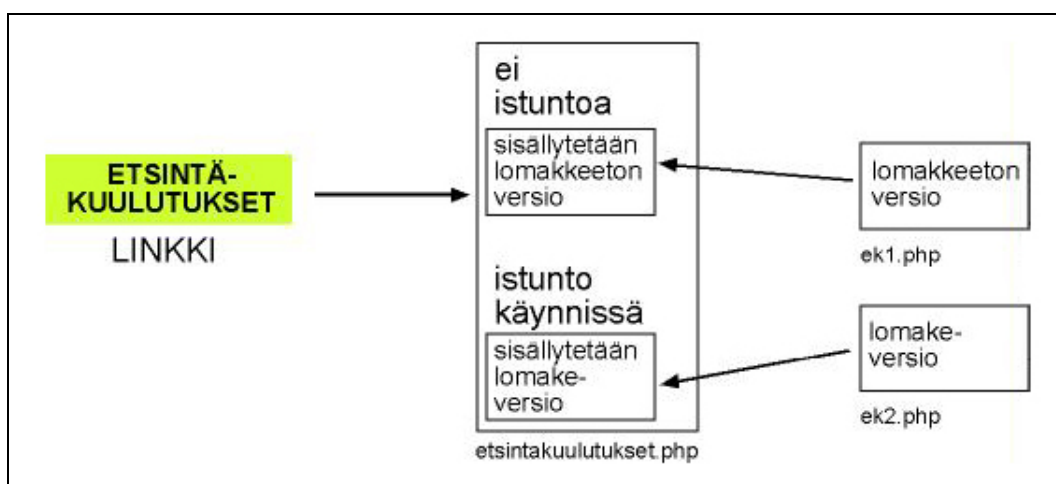 ETSINTÄ-
KUULUTUKSET
LINKKI
ei
istuntoa
sisällytetään
lomakkeeton
versio
istunto
käynnissä
sisällytetään
lomake-
versio
etsintakuulutukset.php
lomakkeeton
versio
ek1.php
lomake-
versio
ek2.php